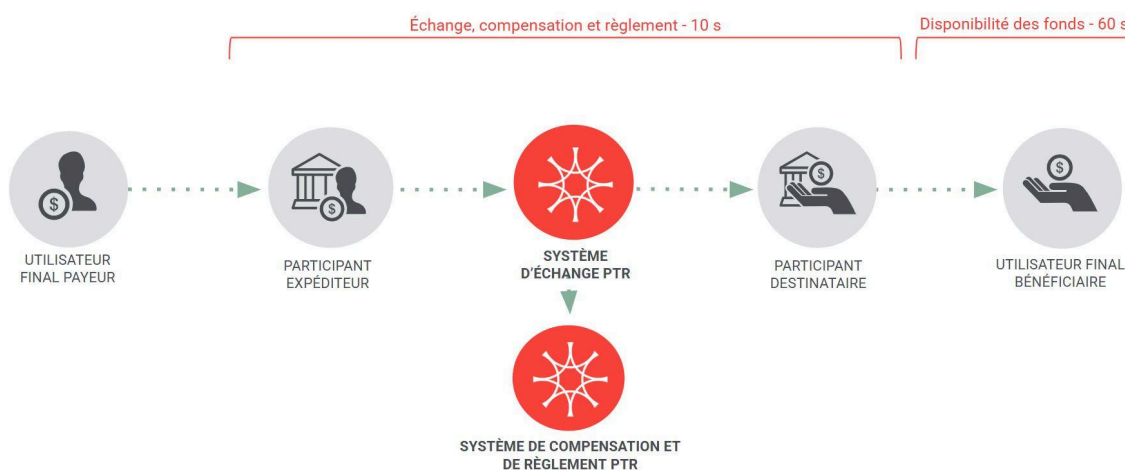 Échange, compensation et règlement - 10 s
Disponibilité des fonds - 60 s
UTILISATEUR
FINAL PAYEUR
PARTICIPANT
EXPÉDITEUR
SYSTÈME
D'ÉCHANGE PTR
PARTICIPANT
DESTINATAIRE
UTILISATEUR FINAL
BÉNÉFICIAIRE
SYSTÈME DE COMPENSATION ET
DE RÈGLEMENT PTR
$
$
$
$